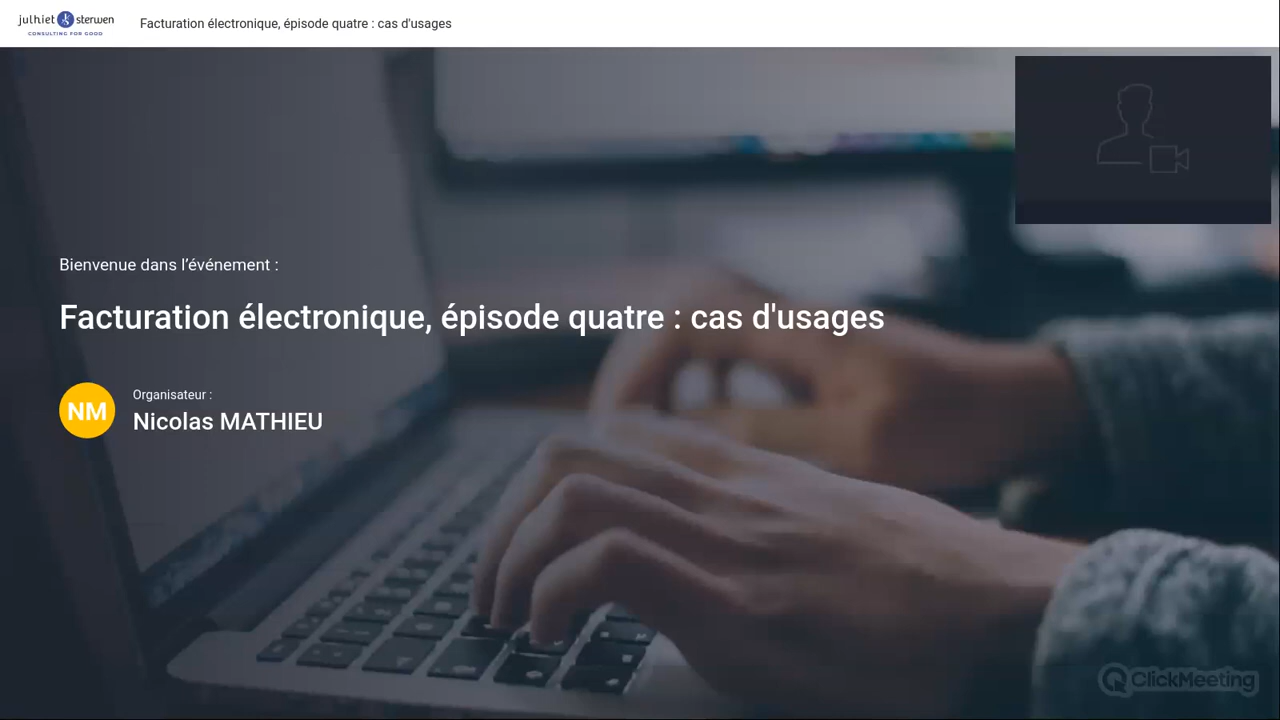 julhiet sterwen
CONSULTING FOR GOOD
Facturation électronique, épisode quatre : cas d'usages
Bienvenue dans l’événement :
Facturation électronique, épisode quatre : cas d'usages
NM
Organisateur :
Nicolas MATHIEU
ClickMeeting